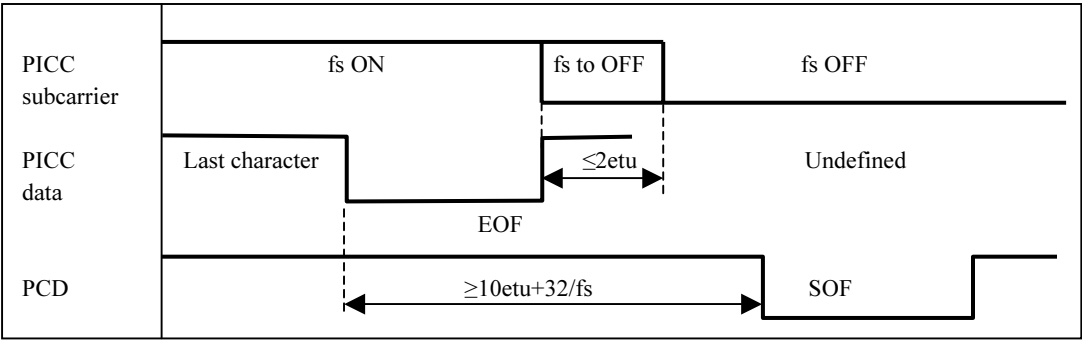 PICC
subcarrier
fs ON
fs to OFF
fs OFF
PICC
data
Last character
≤2etu
Undefined
EOF
PCD
≥10etu+32/fs
SOF